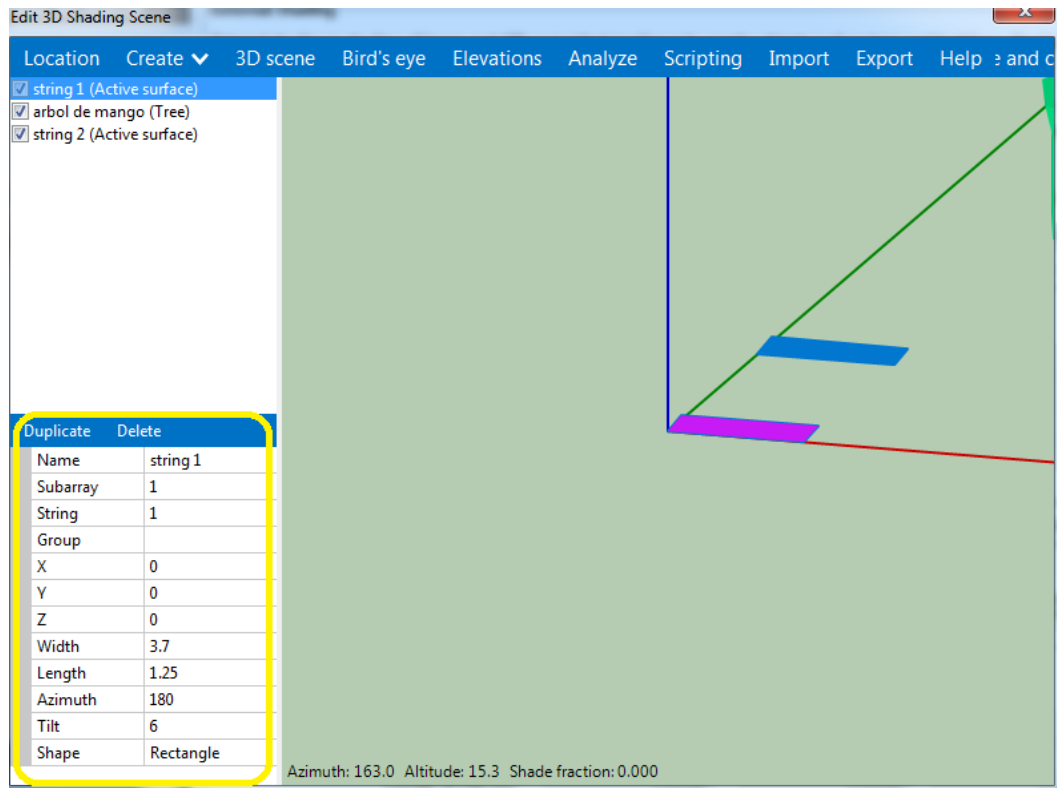 Edit 3D Shading Scene
Location Create 3D scene Bird's eye Elevations Analyze Scripting Import Export Help e and c
string 1 (Active surface)
arbol de mango (Tree)
string 2 (Active surface)
Duplicate Delete
Name string 1
Subarray 1
String 1
Group
X 0
Y 0
Z 0
Width 3.7
Length 1.25
Azimuth 180
Tilt 6
Shape Rectangle
Azimuth: 163.0 Altitude: 15.3 Shade fraction: 0.000